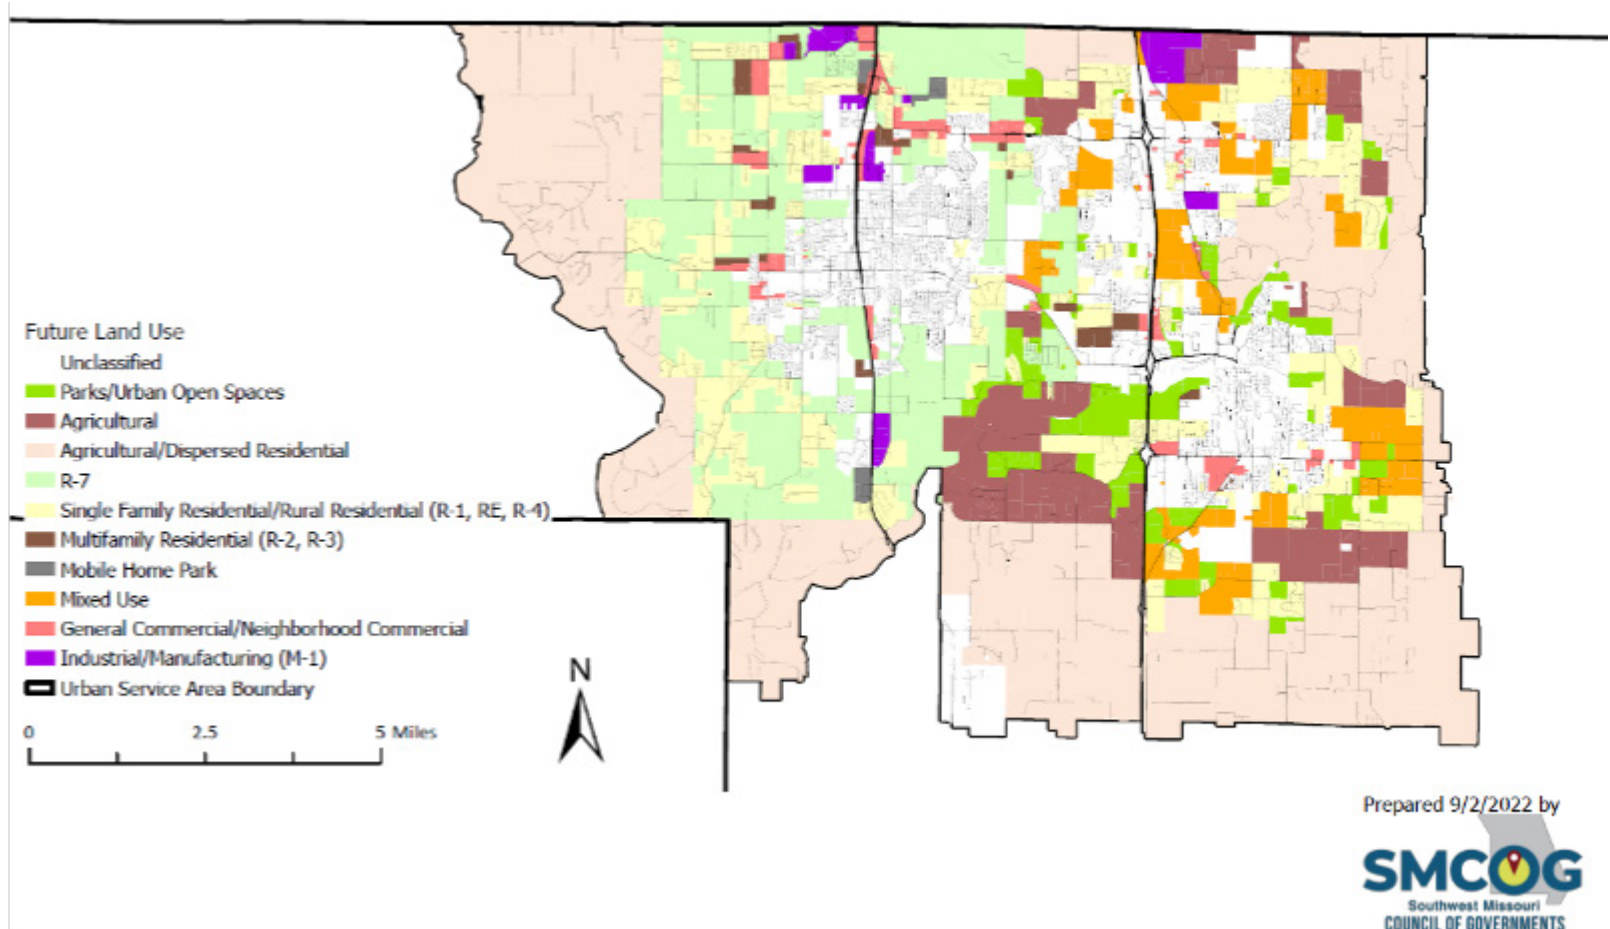 Future Land Use
Unclassified
Parks/Urban Open Spaces
Agricultural
Agricultural/Dispersed Residential
R-7
Single Family Residential/Rural Residential (R-1, RE, R-4)
Multifamily Residential (R-2, R-3)
Mobile Home Park
Mixed Use
General Commercial/Neighborhood Commercial
Industrial/Manufacturing (M-1)
Urban Service Area Boundary
0 2.5 5 Miles
N
Prepared 9/2/2022 by
SMCOG
Southwest Missouri
COUNCIL OF GOVERNMENTS